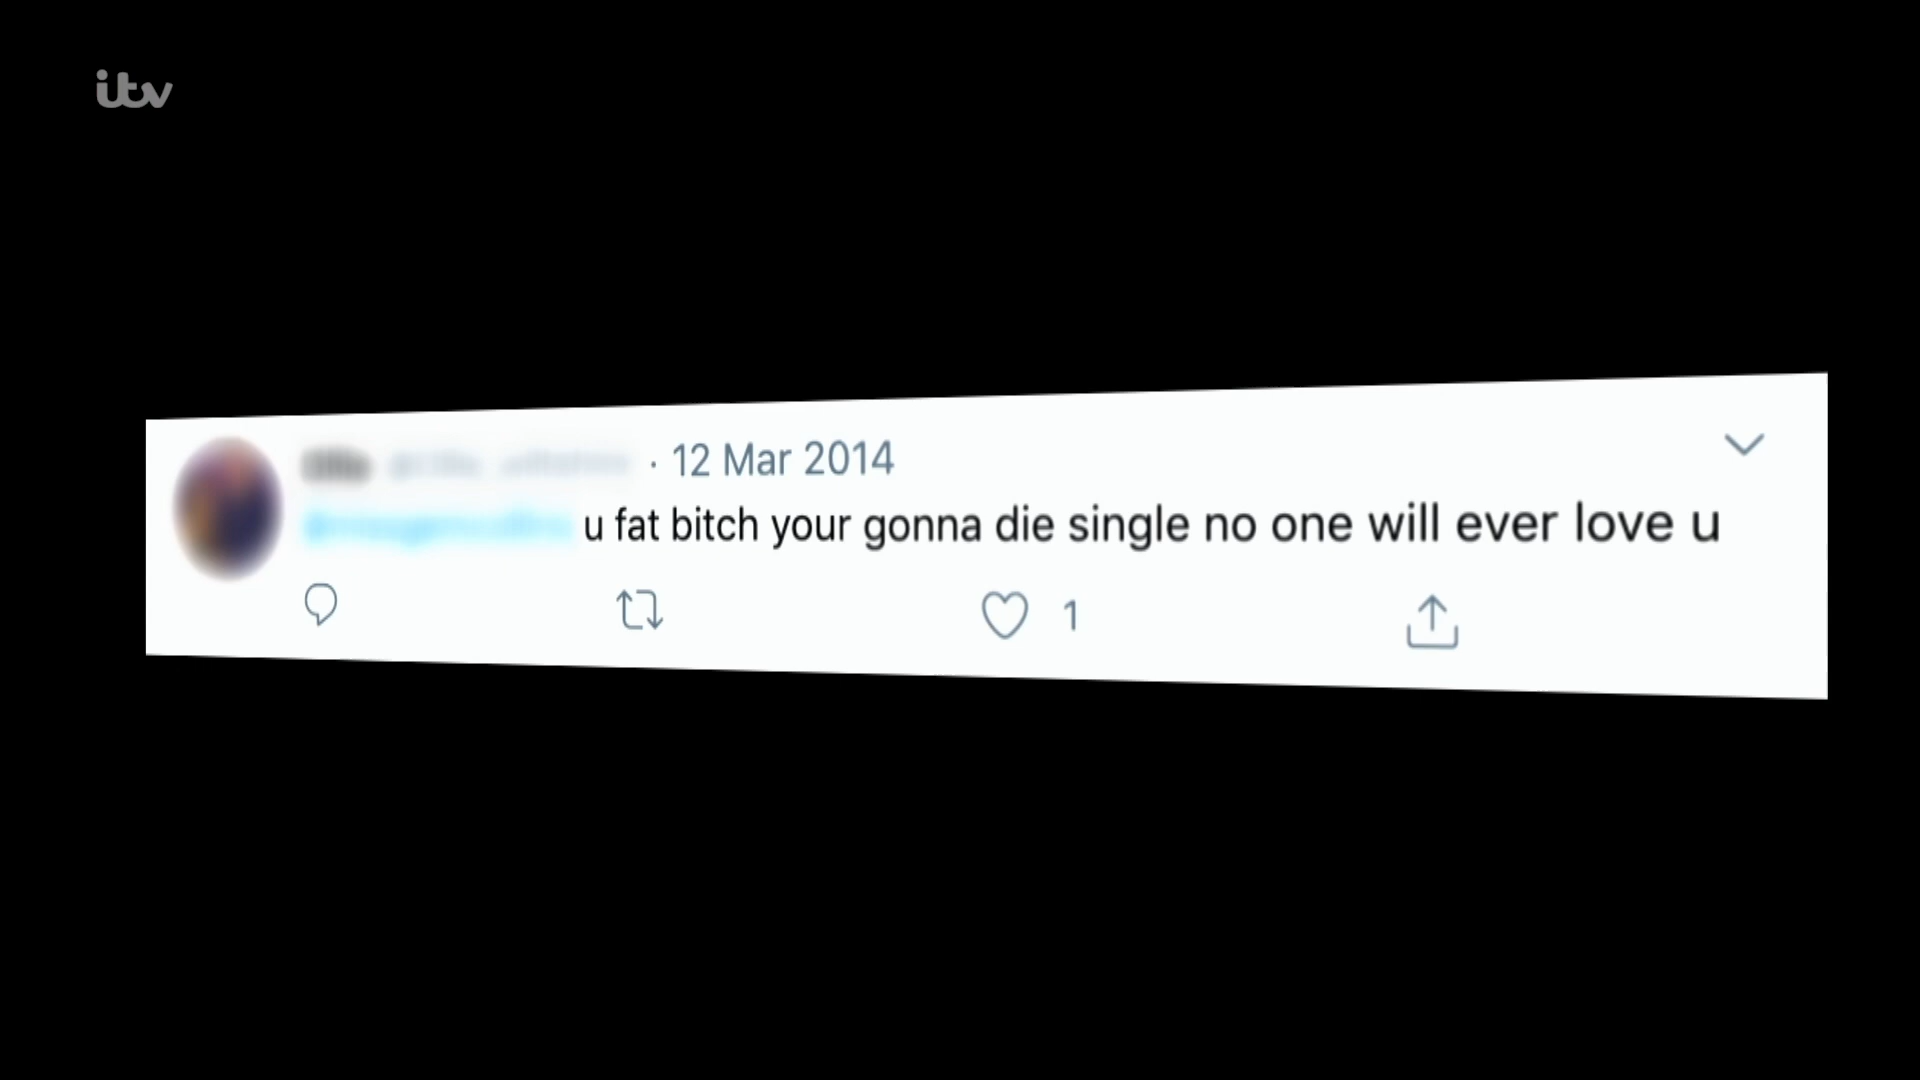 itv
· 12 Mar 2014
u fat bitch your gonna die single no one will ever love u
1